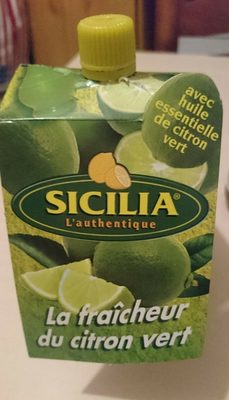 avec
huile
essentielle
de citron
vert
SICILIA®
L'authentique
La fraîcheur
du citron vert